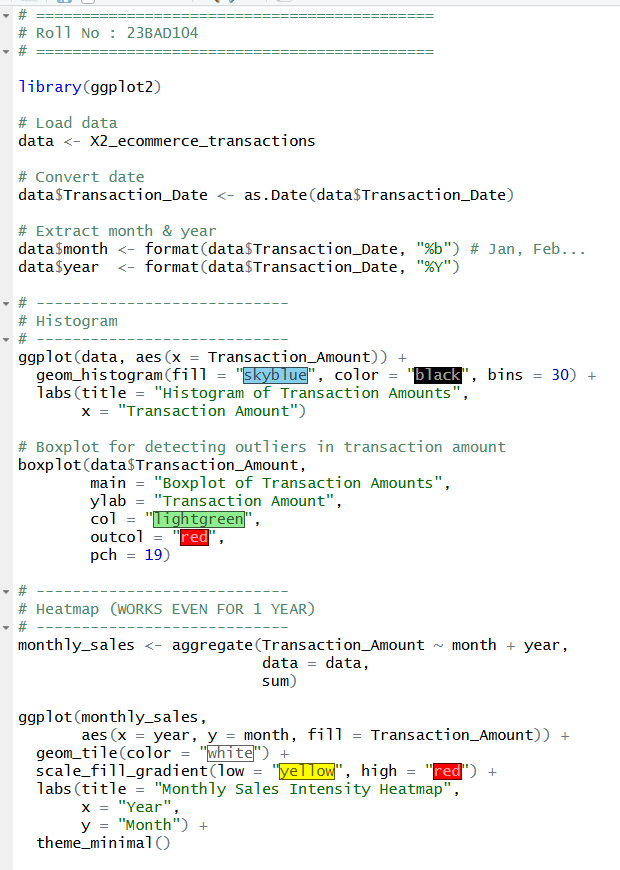 # ============================================
# Roll No : 23BAD104
# ============================================
library(ggplot2)
# Load data
data <- X2_ecommerce_transactions
# Convert date
data$Transaction_Date <- as.Date(data$Transaction_Date)
# Extract month & year
data$month <- format(data$Transaction_Date, "%b") # Jan, Feb...
data$year  <- format(data$Transaction_Date, "%Y")
# ----------------------------
# Histogram
# ----------------------------
ggplot(data, aes(x = Transaction_Amount)) +
  geom_histogram(fill = "skyblue", color = "black", bins = 30) +
  labs(title = "Histogram of Transaction Amounts",
       x = "Transaction Amount")
# Boxplot for detecting outliers in transaction amount
boxplot(data$Transaction_Amount,
        main = "Boxplot of Transaction Amounts",
        ylab = "Transaction Amount",
        col = "lightgreen",
        outcol = "red",
        pch = 19)
# ----------------------------
# Heatmap (WORKS EVEN FOR 1 YEAR)
# ----------------------------
monthly_sales <- aggregate(Transaction_Amount ~ month + year,
                           data = data,
                           sum)
ggplot(monthly_sales,
       aes(x = year, y = month, fill = Transaction_Amount)) +
  geom_tile(color = "white") +
  scale_fill_gradient(low = "yellow", high = "red") +
  labs(title = "Monthly Sales Intensity Heatmap",
       x = "Year",
       y = "Month") +
  theme_minimal()